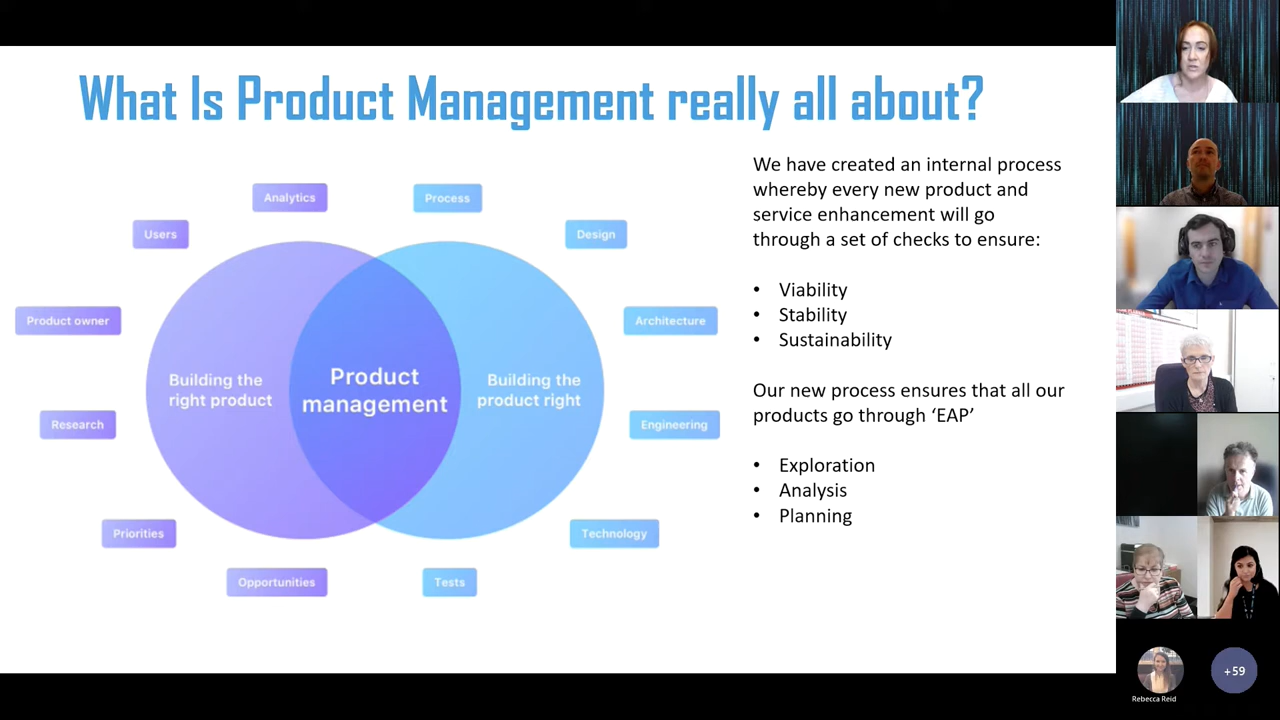 What Is Product Management really all about?
Analytics
Process
Users
Design
Product owner
Architecture
Building the
right product
Product
management
Building the
product right
Research
Engineering
Priorities
Technology
Opportunities
Tests
We have created an internal process
whereby every new product and
service enhancement will go
through a set of checks to ensure:
• Viability
• Stability
• Sustainability
Our new process ensures that all our
products go through ‘EAP’
• Exploration
• Analysis
• Planning
Rebecca Reid
+59